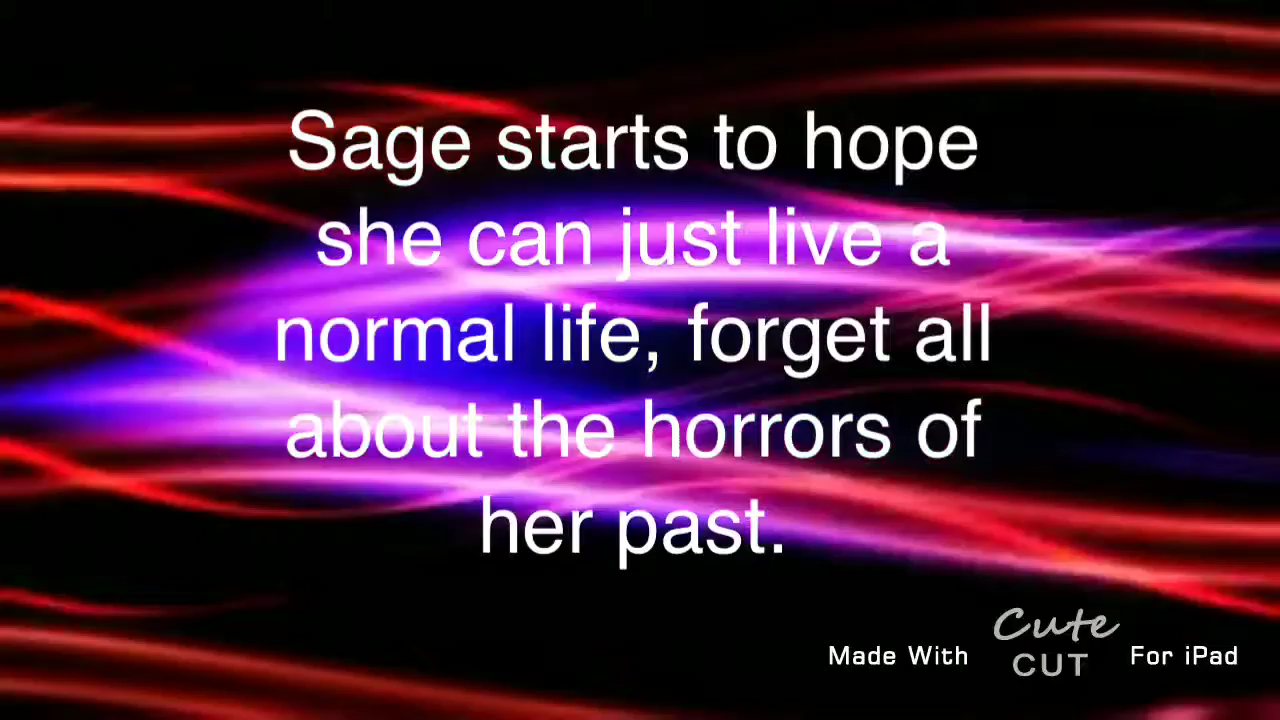 Sage starts to hope
she can just live a
normal life, forget all
about the horrors of
her past.
Made With Cute CUT For iPad